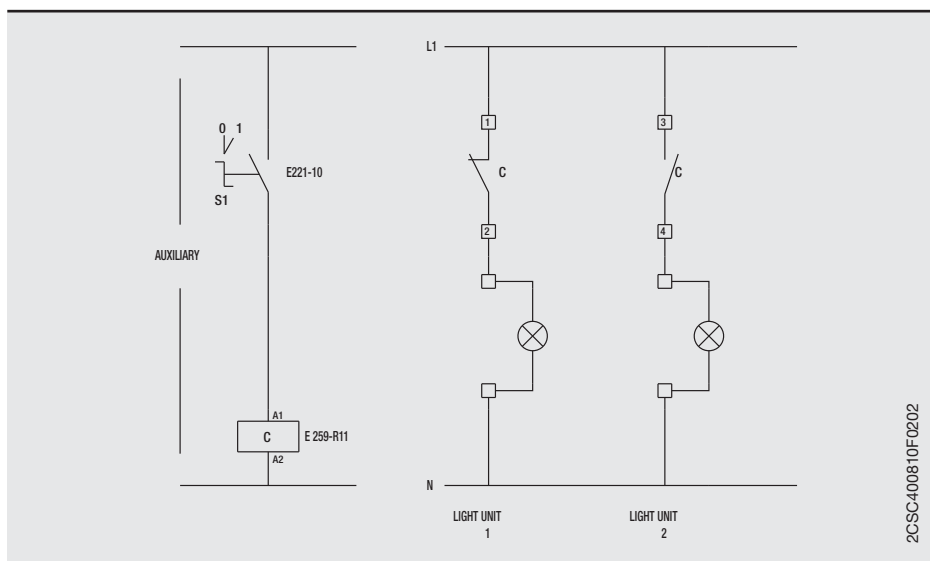 L1
1
3
0 1
E221-10
C
C
S1
2
4
AUXILIARY
A1
C
E 259-R11
A2
N
LIGHT UNIT
1
LIGHT UNIT
2
2CSC400810F0202